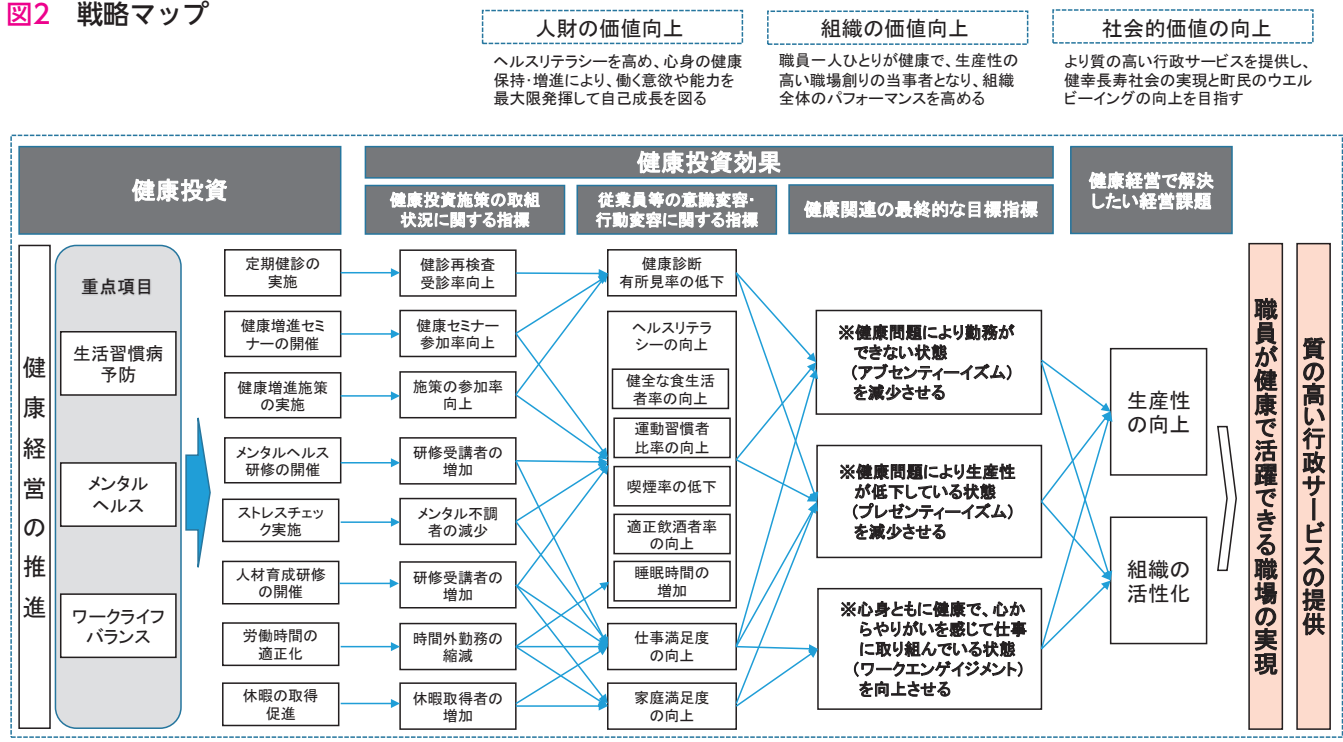 図2 戦略マップ
人財の価値向上
ヘルスリテラシーを高め、心身の健康
保持・増進により、働く意欲や能力を
最大限発揮して自己成長を図る
組織の価値向上
職員一人ひとりが健康で、生産性の
高い職場創りの当事者となり、組織
全体のパフォーマンスを高める
社会的価値の向上
より質の高い行政サービスを提供し、
健幸長寿社会の実現と町民のウエル
ビーイングの向上を目指す
健康投資
健康投資効果
健康投資施策の取組
状況に関する指標
従業員等の意識変容・
行動変容に関する指標
健康関連の最終的な目標指標
健康経営で解決
したい経営課題
健康経営の推進
重点項目
生活習慣病
予防
メンタル
ヘルス
ワークライフ
バランス
定期健診の
実施
健康増進セミ
ナーの開催
健康増進施策
の実施
メンタルヘルス
研修の開催
ストレスチェッ
ク実施
人材育成研修
の開催
労働時間の
適正化
休暇の取得
促進
健診再検査
受診率向上
健康セミナー
参加率向上
施策の参加率
向上
研修受講者の
増加
メンタル不調
者の減少
研修受講者の
増加
時間外勤務の
縮減
休暇取得者の
増加
健康診断
有所見率の低下
ヘルスリテラ
シーの向上
健全な食生活
者率の向上
運動習慣者
比率の向上
喫煙率の低下
適正飲酒者率
の向上
睡眠時間の
増加
仕事満足度
の向上
家庭満足度
の向上
※健康問題により勤務が
できない状態
(アブセンティーイズム)
を減少させる
※健康問題により生産性
が低下している状態
(プレゼンティーイズム)
を減少させる
※心身ともに健康で、心か
らやりがいを感じて仕事
に取り組んでいる状態
(ワークエンゲイジメント)
を向上させる
生産性
の向上
組織の
活性化
職員が健康で活躍できる職場の実現
質の高い行政サービスの提供